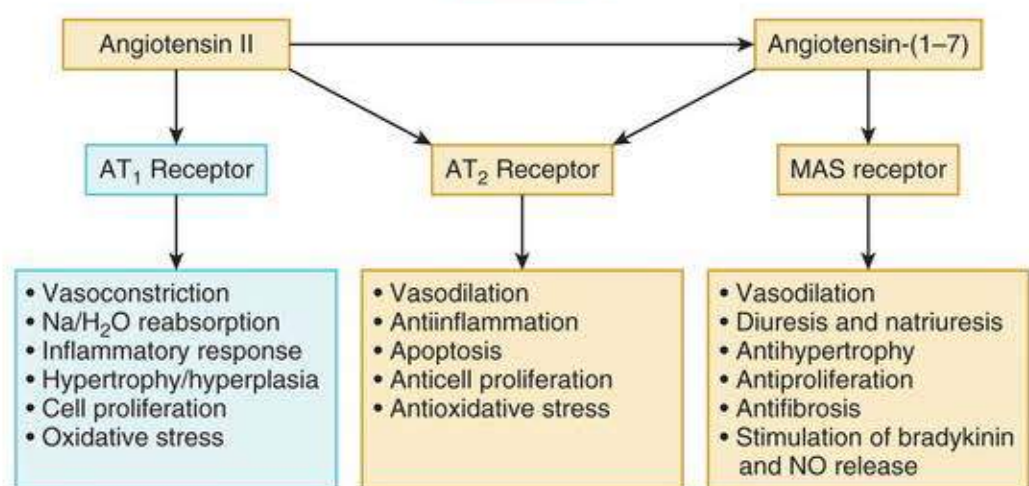 Angiotensin II
Angiotensin-(1–7)
AT₁ Receptor
AT₂ Receptor
MAS receptor
• Vasoconstriction
• Na/H₂O reabsorption
• Inflammatory response
• Hypertrophy/hyperplasia
• Cell proliferation
• Oxidative stress
• Vasodilation
• Antiinflammation
• Apoptosis
• Anticell proliferation
• Antioxidative stress
• Vasodilation
• Diuresis and natriuresis
• Antihypertrophy
• Antiproliferation
• Antifibrosis
• Stimulation of bradykinin
and NO release